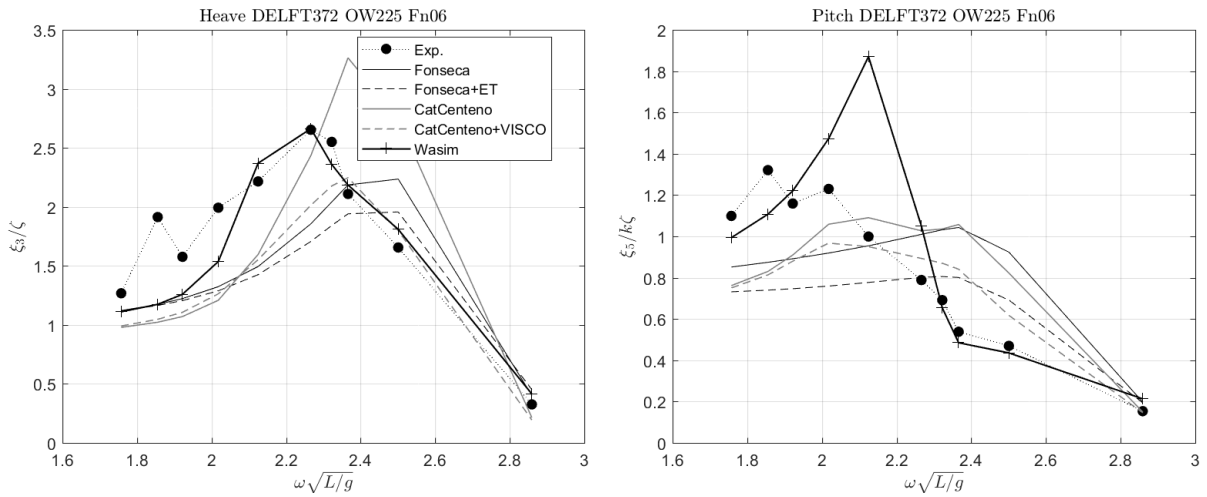 Heave DELFT372 OW225 Fn06
3.5
3
2.5
2
1.5
1
0.5
0
ξ₃/ζ
Exp.
Fonseca
Fonseca+ET
CatCenteno
CatCenteno+VISCO
Wasim
1.6 1.8 2 2.2 2.4 2.6 2.8 3
ω√L/g
Pitch DELFT372 OW225 Fn06
2
1.8
1.6
1.4
1.2
1
0.8
0.6
0.4
0.2
0
ξ₅/kζ
1.6 1.8 2 2.2 2.4 2.6 2.8 3
ω√L/g